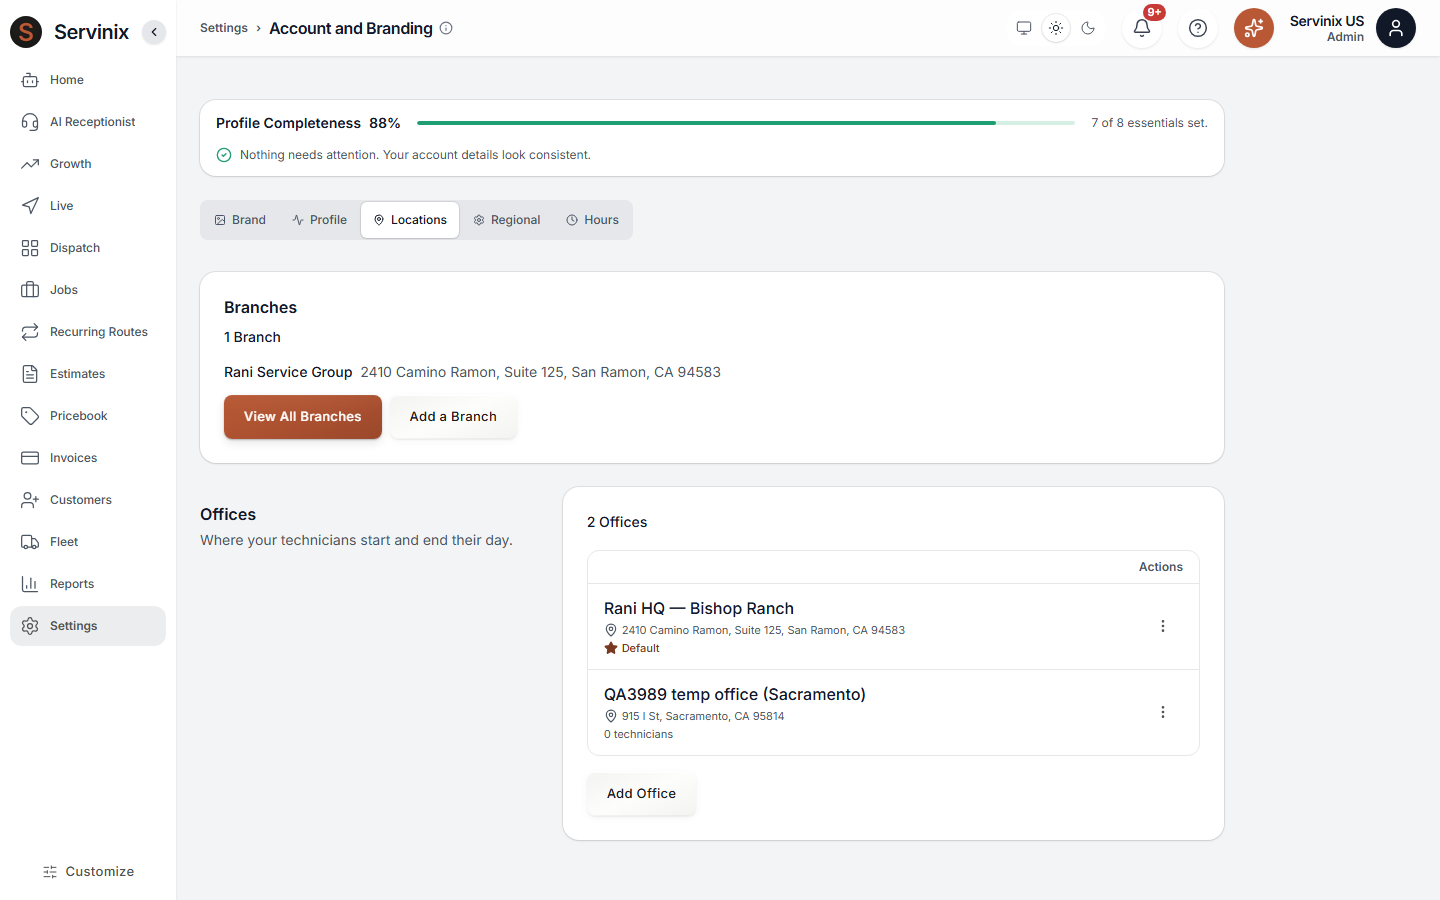 Servinix
Home
AI Receptionist
Growth
Live
Dispatch
Jobs
Recurring Routes
Estimates
Pricebook
Invoices
Customers
Fleet
Reports
Settings
Customize
Settings › Account and Branding
9+
Servinix US
Admin
Profile Completeness 88%
7 of 8 essentials set.
Nothing needs attention. Your account details look consistent.
Brand Profile Locations Regional Hours
Branches
1 Branch
Rani Service Group 2410 Camino Ramon, Suite 125, San Ramon, CA 94583
View All Branches Add a Branch
Offices
Where your technicians start and end their day.
2 Offices
Actions
Rani HQ — Bishop Ranch
2410 Camino Ramon, Suite 125, San Ramon, CA 94583
Default
QA3989 temp office (Sacramento)
915 I St, Sacramento, CA 95814
0 technicians
Add Office